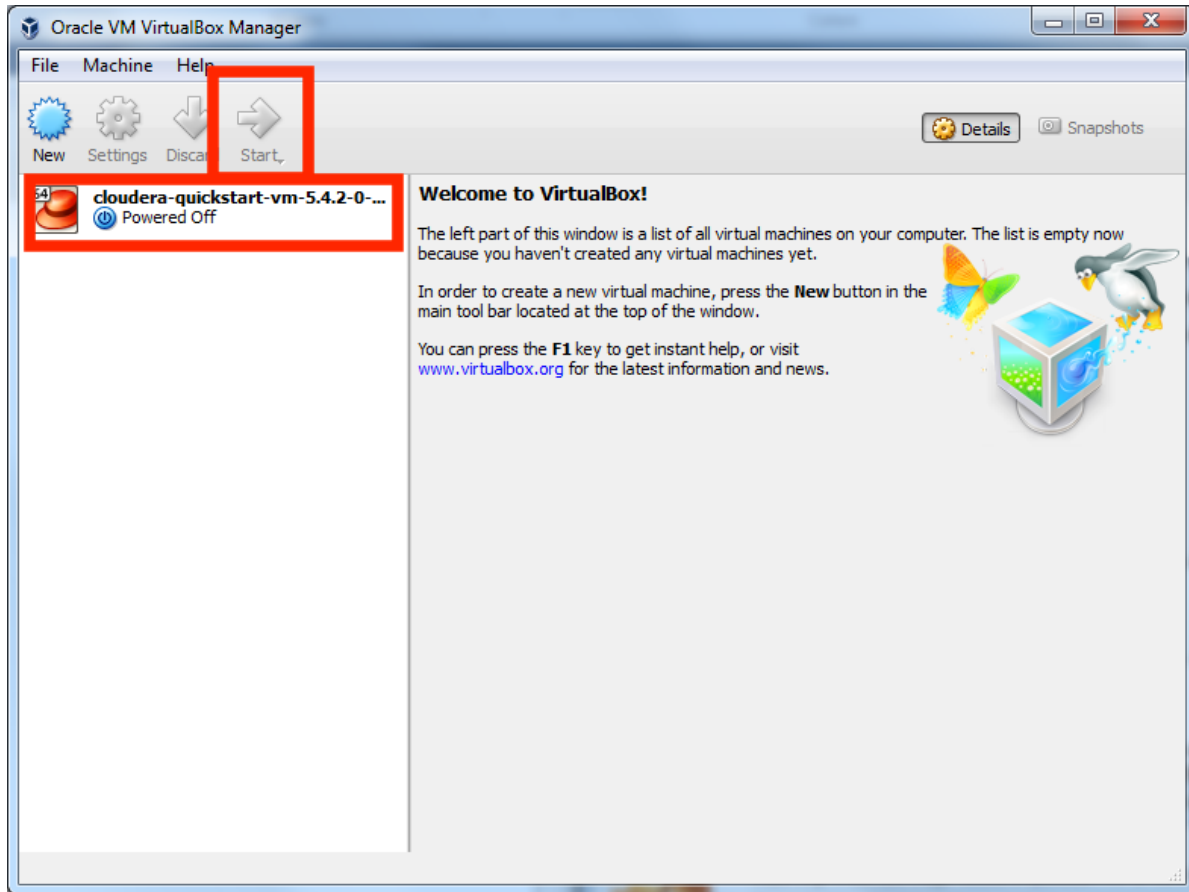 Oracle VM VirtualBox Manager
File Machine Help
New Settings Discard Start
Details Snapshots
64
cloudera-quickstart-vm-5.4.2-0-...
Powered Off
Welcome to VirtualBox!
The left part of this window is a list of all virtual machines on your computer. The list is empty now
because you haven't created any virtual machines yet.
In order to create a new virtual machine, press the New button in the
main tool bar located at the top of the window.
You can press the F1 key to get instant help, or visit
www.virtualbox.org for the latest information and news.